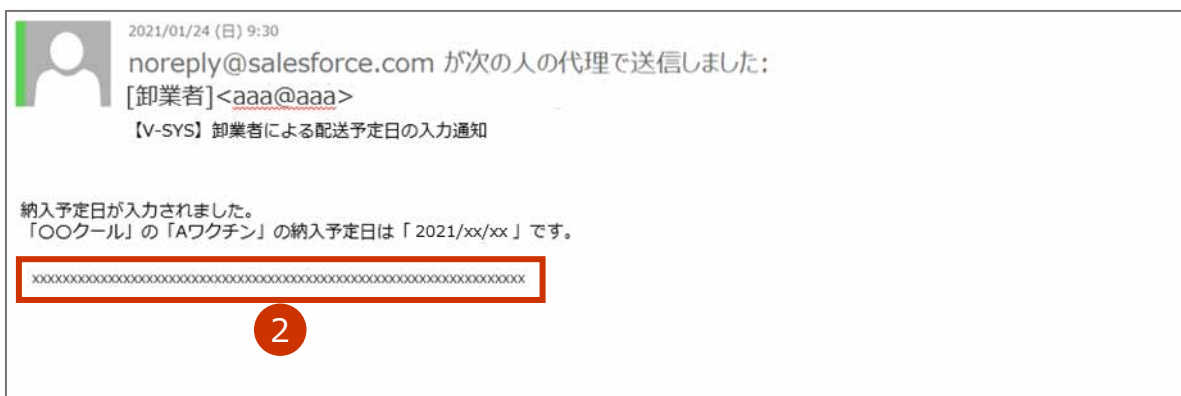 2021/01/24 (日) 9:30
noreply@salesforce.com が次の人の代理で送信しました:
[卸業者]<aaa@aaa>
【V-SYS】卸業者による配送予定日の入力通知
納入予定日が入力されました。
「〇〇クール」の「Aワクチン」の納入予定日は「 2021/xx/xx 」です。
xxxxxxxxxxxxxxxxxxxxxxxxxxxxxxxxxxxxxxxxxxxxxxxxxxxxxxxxxxxxxxxxx
2